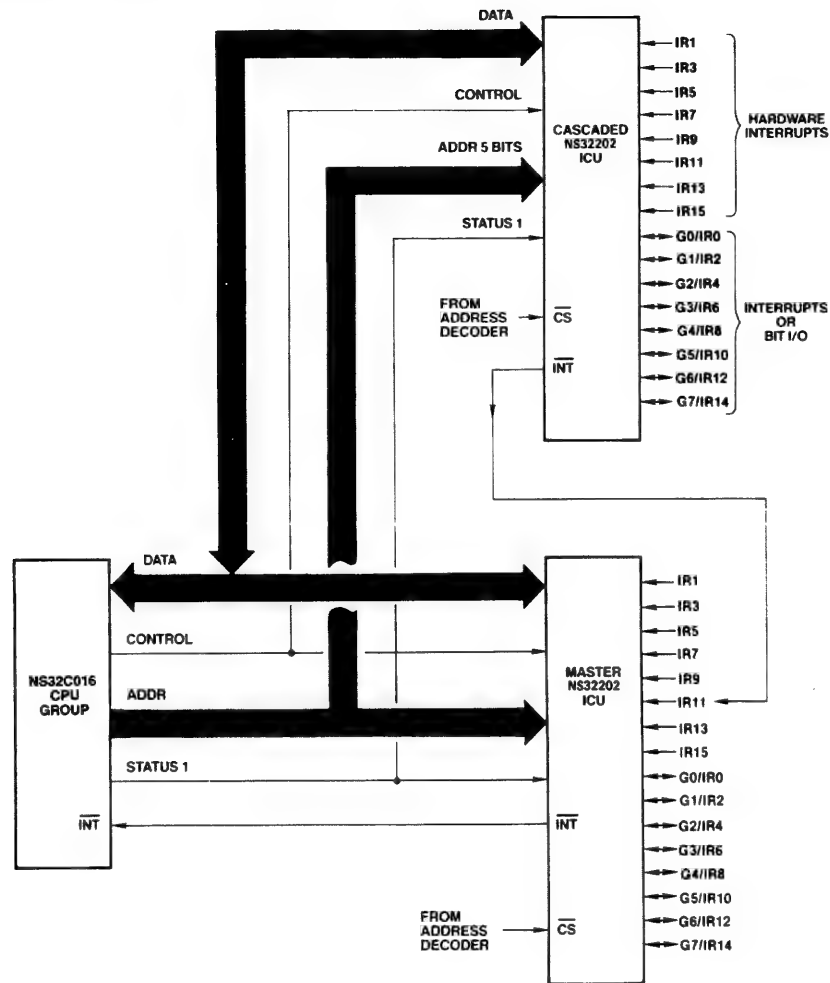 DATA
CONTROL
ADDR 5 BITS
STATUS 1
FROM
ADDRESS
DECODER
CS
INT
CASCADED
NS32202
ICU
IR1
IR3
IR5
IR7
IR9
IR11
IR13
IR15
HARDWARE
INTERRUPTS
G0/IR0
G1/IR2
G2/IR4
G3/IR6
G4/IR8
G5/IR10
G6/IR12
G7/IR14
INTERRUPTS
OR
BIT I/O
NS32C016
CPU
GROUP
INT
DATA
CONTROL
ADDR
STATUS 1
MASTER
NS32202
ICU
INT
FROM
ADDRESS
DECODER
CS
IR1
IR3
IR5
IR7
IR9
IR11
IR13
IR15
G0/IR0
G1/IR2
G2/IR4
G3/IR6
G4/IR8
G5/IR10
G6/IR12
G7/IR14